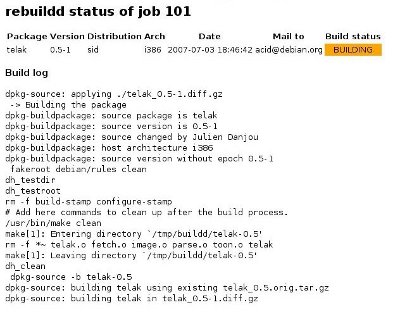 rebuildd status of job 101
Package Version Distribution Arch Date Mail to Build status
telak 0.5-1 sid i386 2007-07-03 18:46:42 acid@debian.org BUILDING
Build log
dpkg-source: applying ./telak_0.5-1.diff.gz
-> Building the package
dpkg-buildpackage: source package is telak
dpkg-buildpackage: source version is 0.5-1
dpkg-buildpackage: source changed by Julien Danjou
dpkg-buildpackage: host architecture i386
dpkg-buildpackage: source version without epoch 0.5-1
fakeroot debian/rules clean
dh_testdir
dh_testroot
rm -f build-stamp configure-stamp
# Add here commands to clean up after the build process.
/usr/bin/make clean
make[1]: Entering directory `/tmp/buildd/telak-0.5'
rm -f *~ telak.o fetch.o image.o parse.o toon.o telak
make[1]: Leaving directory `/tmp/buildd/telak-0.5'
dh_clean
dpkg-source -b telak-0.5
dpkg-source: building telak using existing telak_0.5.orig.tar.gz
dpkg-source: building telak in telak_0.5-1.diff.gz